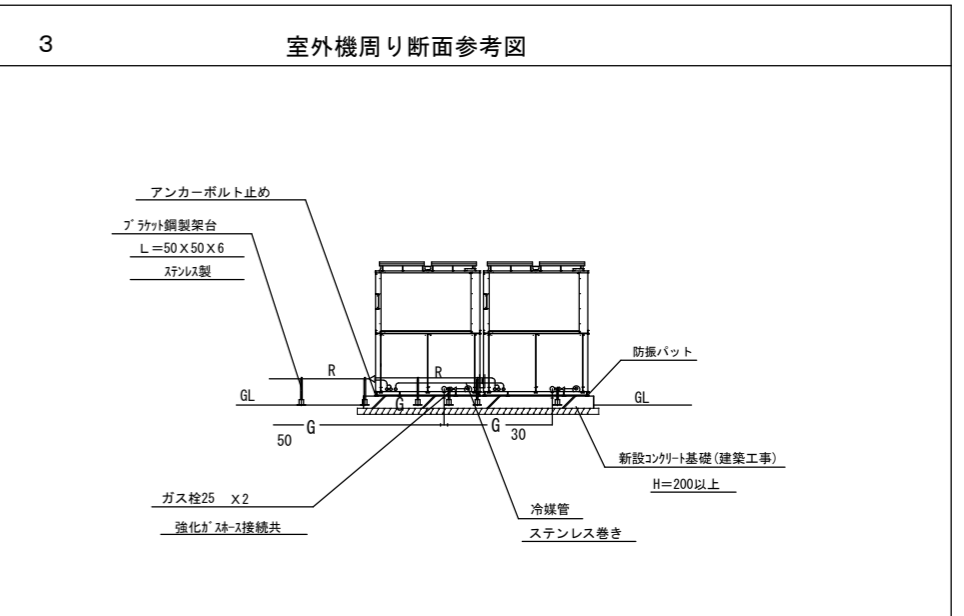 3
室外機周り断面参考図
アンカーボルト止め
ブラケット鋼製架台
L=50X50X6
ステンレス製
防振パット
R
R
GL
GL
G
G
G
50
30
新設コンクリート基礎(建築工事)
H=200以上
ガス栓25 X2
強化ガスホース接続共
冷媒管
ステンレス巻き